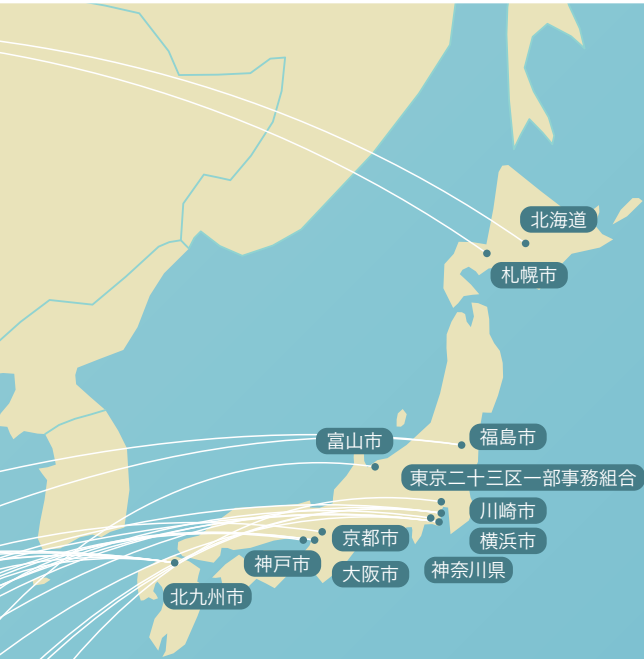 北海道
札幌市
福島市
富山市
東京二十三区一部事務組合
川崎市
京都市
横浜市
神戸市
神奈川県
大阪市
北九州市